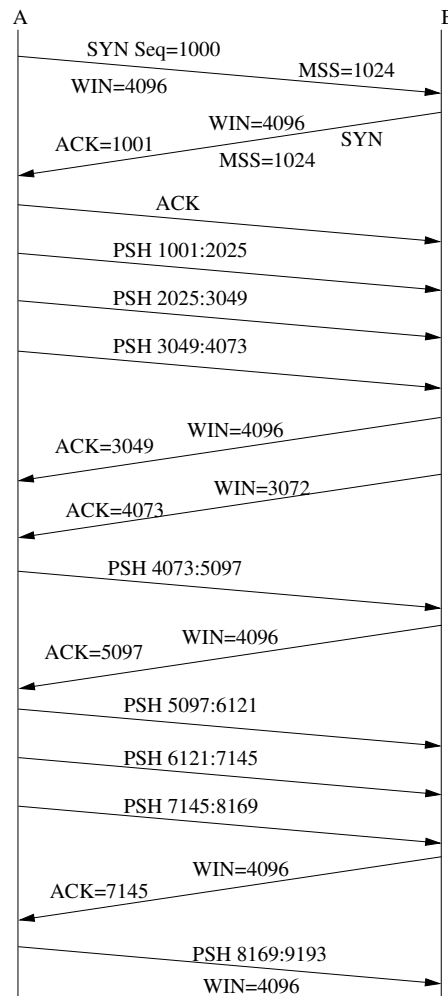 A
B
SYN Seq=1000
MSS=1024
WIN=4096
WIN=4096
ACK=1001
SYN
MSS=1024
ACK
PSH 1001:2025
PSH 2025:3049
PSH 3049:4073
WIN=4096
ACK=3049
WIN=3072
ACK=4073
PSH 4073:5097
WIN=4096
ACK=5097
PSH 5097:6121
PSH 6121:7145
PSH 7145:8169
WIN=4096
ACK=7145
PSH 8169:9193
WIN=4096